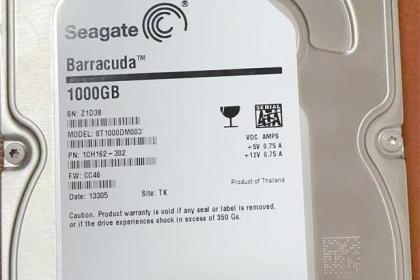 Seagate
Barracuda™
1000GB
SN: Z1D38
MODEL: ST1000DM003
PN: 1CH162-302
FW: CC46
Date: 13305 Site: TK
SERIAL
ATA
VDC AMPS
+5V 0.75 A
+12V 0.75 A
Product of Thailand
Caution: Product warranty is void if any seal or label is removed,
or if the drive experiences shock in excess of 350 Gs.